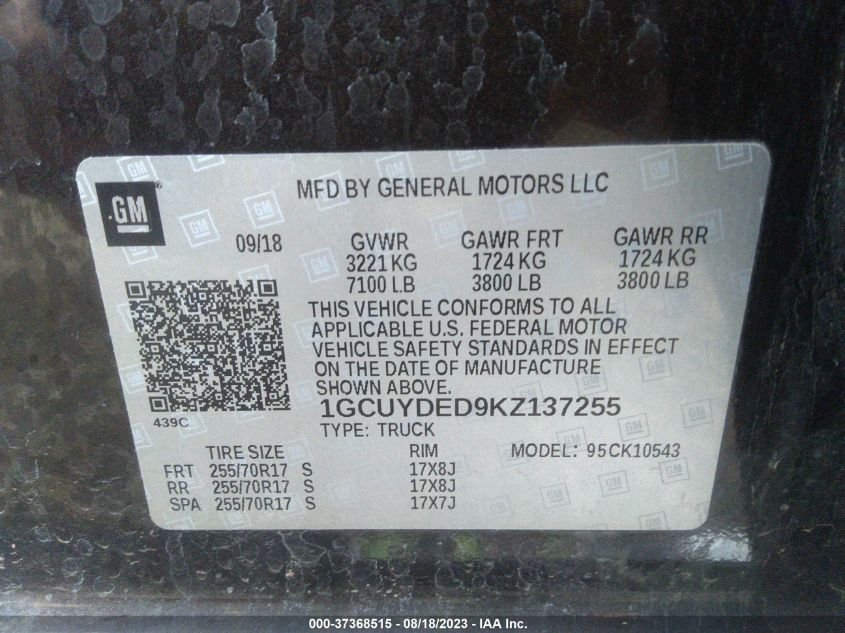 GM
MFD BY GENERAL MOTORS LLC
09/18 GVWR GAWR FRT GAWR RR
3221 KG 1724 KG 1724 KG
7100 LB 3800 LB 3800 LB
THIS VEHICLE CONFORMS TO ALL
APPLICABLE U.S. FEDERAL MOTOR
VEHICLE SAFETY STANDARDS IN EFFECT
ON THE DATE OF MANUFACTURE
SHOWN ABOVE.
439C
1GCUYDED9KZ137255
TYPE: TRUCK
TIRE SIZE RIM MODEL: 95CK10543
FRT 255/70R17 S 17X8J
RR 255/70R17 S 17X8J
SPA 255/70R17 S 17X7J
000-37368515 - 08/18/2023 - IAA Inc.